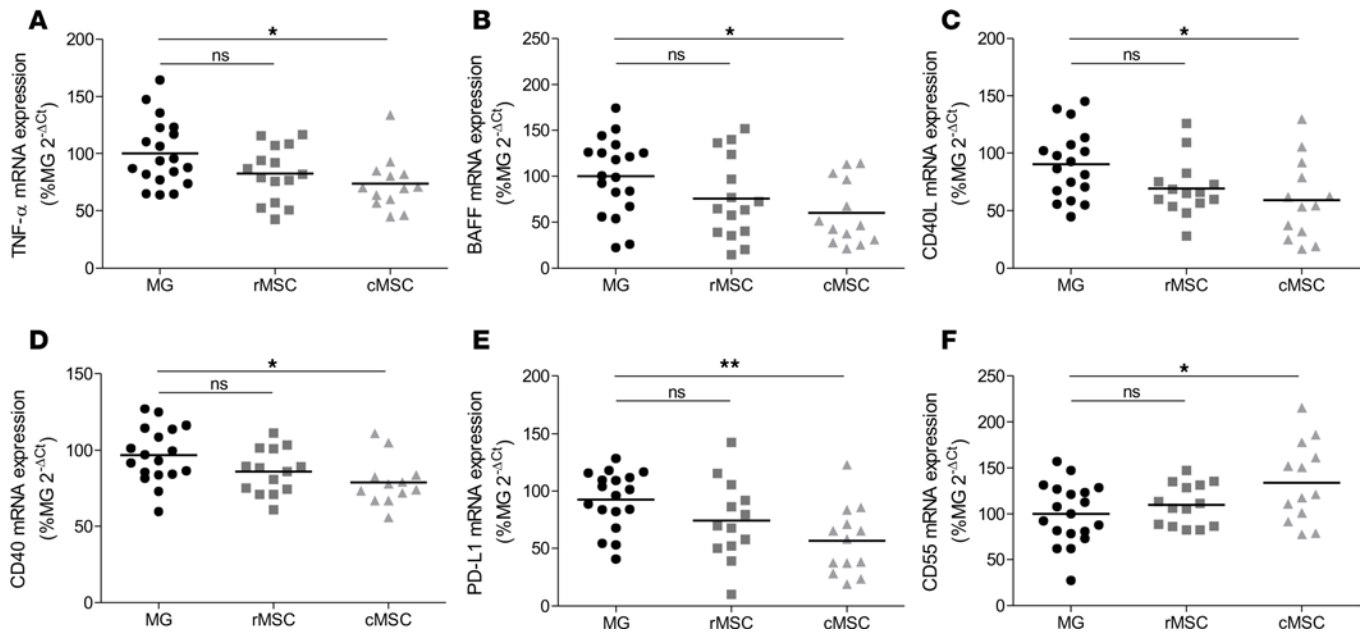 A
TNF-α mRNA expression
(%MG 2^-ΔCt)
200
150
100
50
0
*
ns
MG rMSC cMSC
B
BAFF mRNA expression
(%MG 2^-ΔCt)
250
200
150
100
50
0
*
ns
MG rMSC cMSC
C
CD40L mRNA expression
(%MG 2^-ΔCt)
200
150
100
50
0
*
ns
MG rMSC cMSC
D
CD40 mRNA expression
(%MG 2^-ΔCt)
150
100
50
0
*
ns
MG rMSC cMSC
E
PD-L1 mRNA expression
(%MG 2^-ΔCt)
200
150
100
50
0
**
ns
MG rMSC cMSC
F
CD55 mRNA expression
(%MG 2^-ΔCt)
250
200
150
100
50
0
*
ns
MG rMSC cMSC